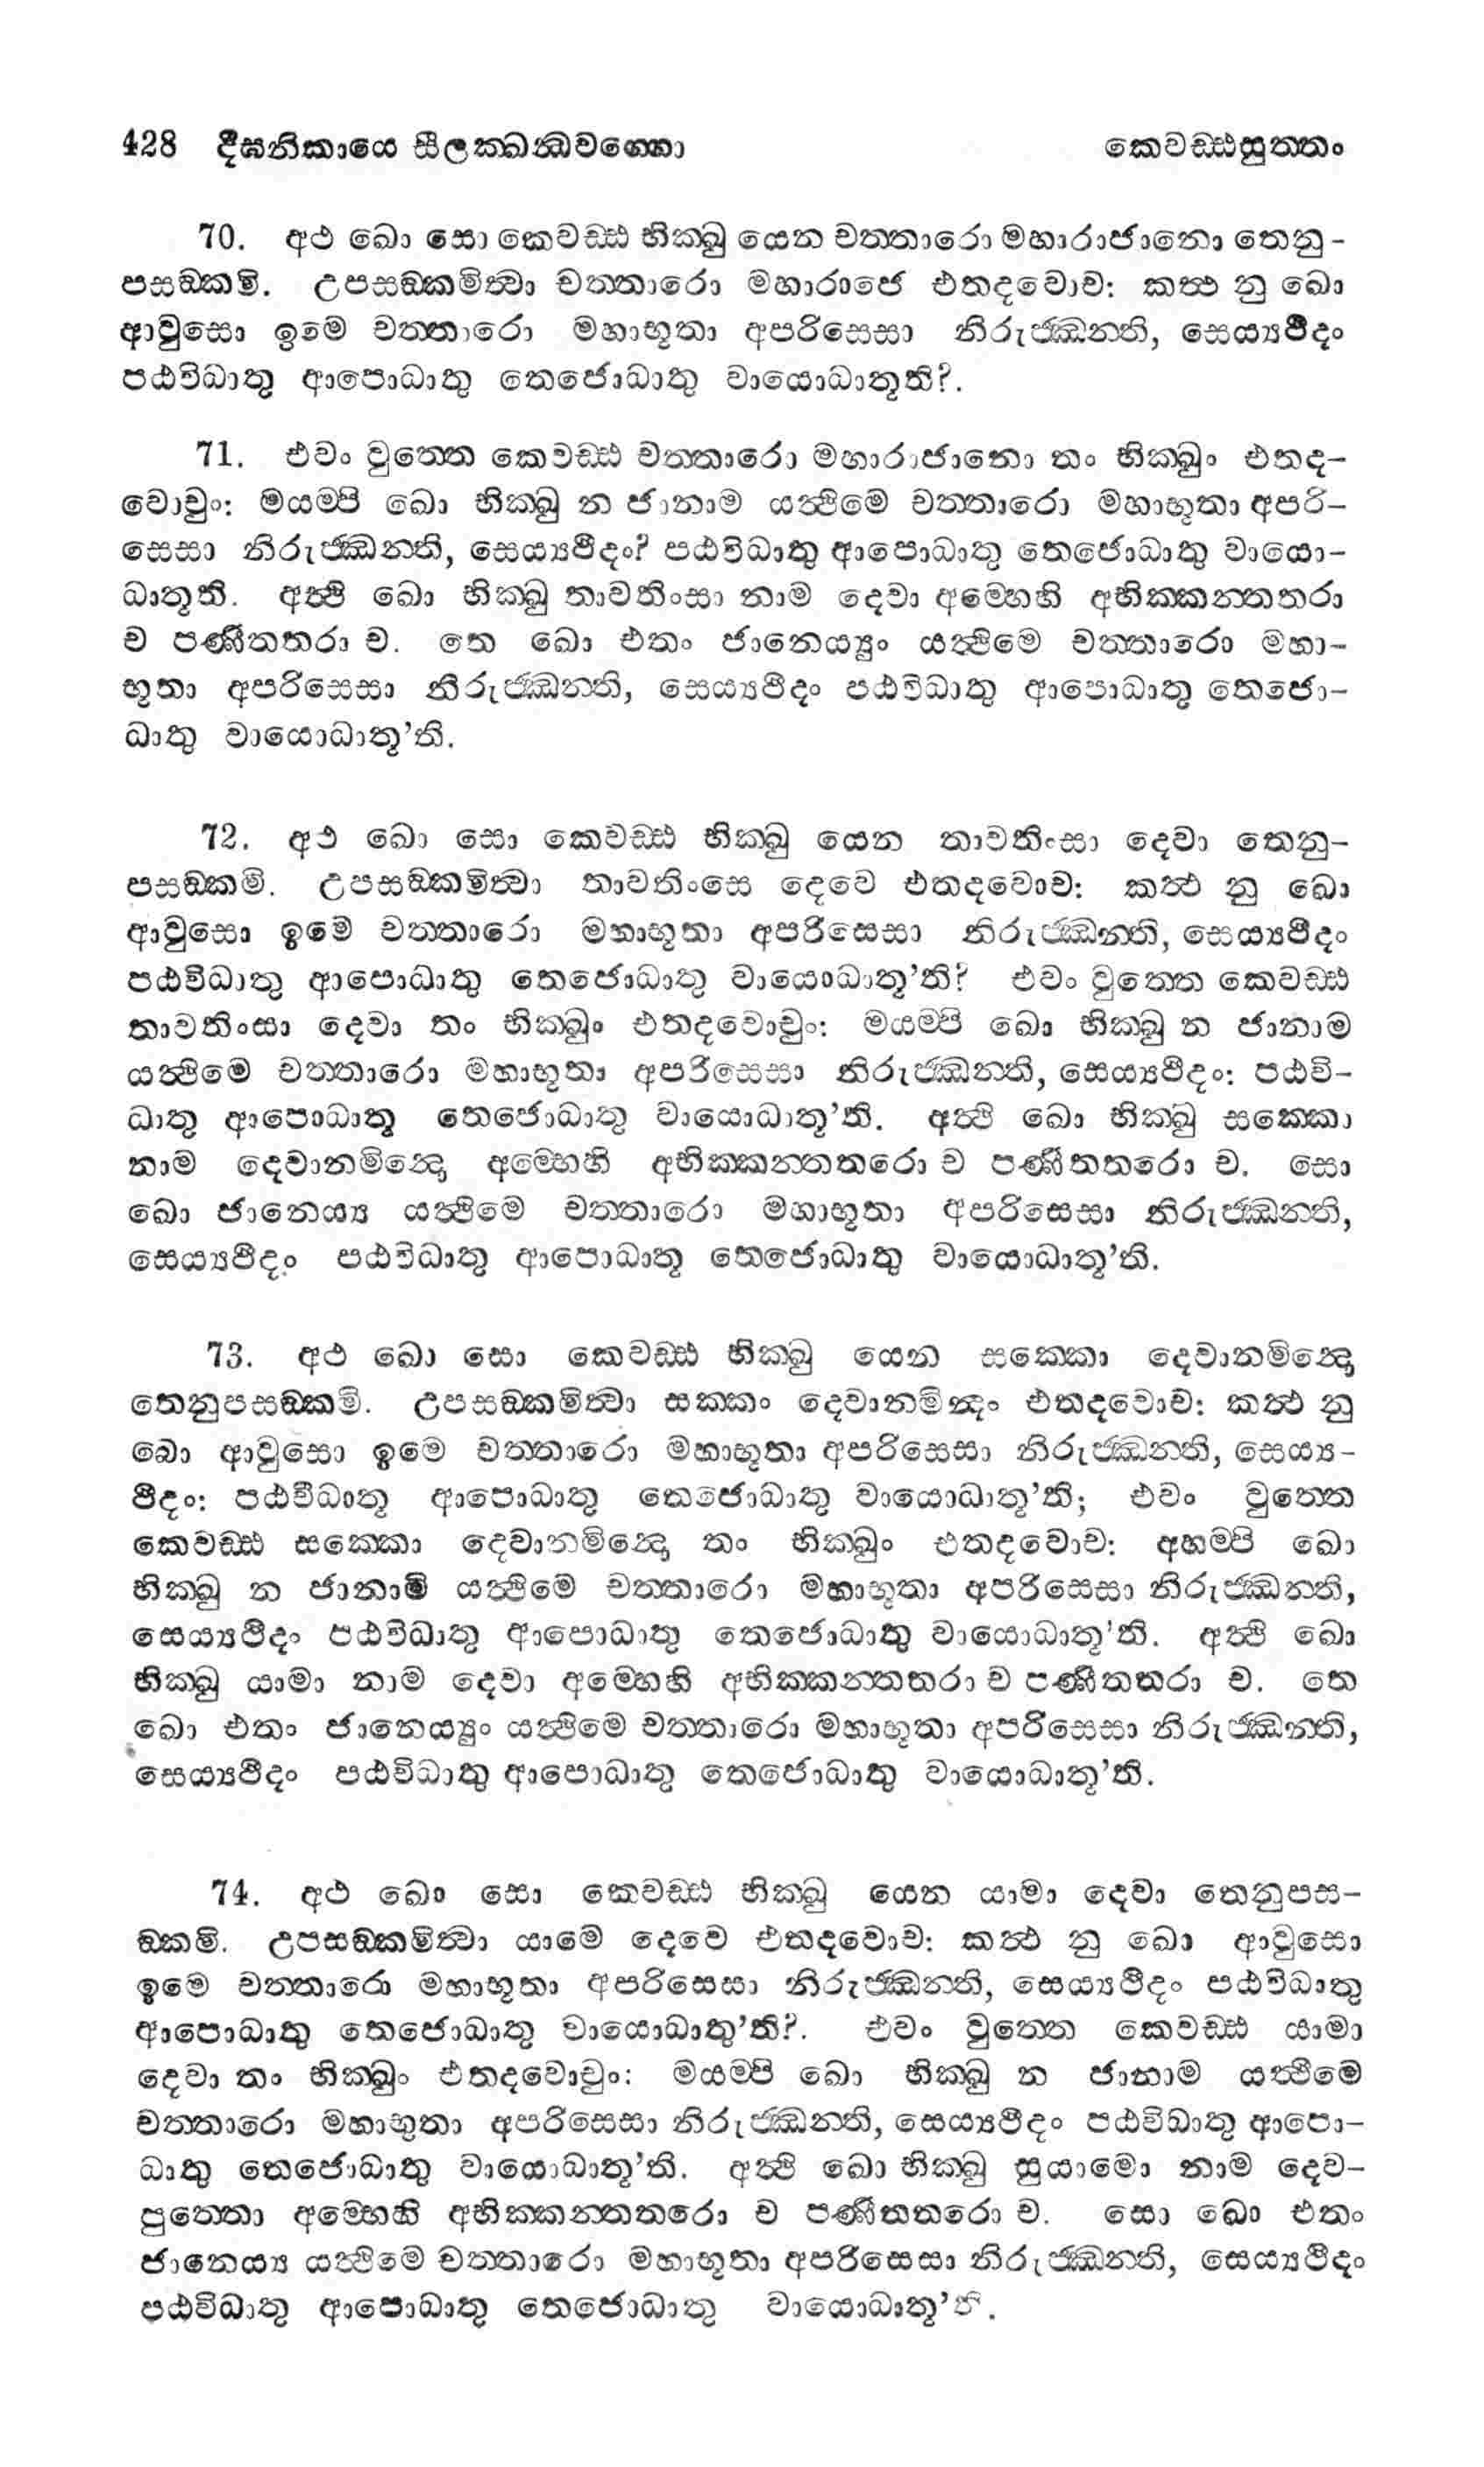 428 දීඝනිකායෙ සීලක්ඛන්ධවග්ගො කෙවඩ්ඪසුත්තං
70. අථ ඛො සො කෙවඩ්ඪ භික්ඛු යෙන චත්තාරො මහාරාජානො තෙනු-
පසඞ්කමි. උපසඞ්කමිත්වා චත්තාරො මහාරාජෙ එතදවොච: කත්ථ නු ඛො
ආවුසො ඉමෙ චත්තාරො මහාභූතා අපරිසෙසා නිරුජ්ඣන්ති, සෙය්‍යථීදං
පඨවිධාතු ආපොධාතු තෙජොධාතු වායොධාතූති?.
71. එවං වුත්තෙ කෙවඩ්ඪ චත්තාරො මහාරාජානො තං භික්ඛුං එතද-
වොචුං: මයම්පි ඛො භික්ඛු න ජානාම යත්ථිමෙ චත්තාරො මහාභූතා අපරි-
සෙසා නිරුජ්ඣන්ති, සෙය්‍යථීදං? පඨවිධාතු ආපොධාතු තෙජොධාතු වායො-
ධාතූති. අත්ථි ඛො භික්ඛු තාවතිංසා නාම දෙවා අම්හෙහි අභික්කන්තතරා
ච පණීතතරා ච. තෙ ඛො එතං ජානෙය්‍යුං යත්ථිමෙ චත්තාරො මහා-
භූතා අපරිසෙසා නිරුජ්ඣන්ති, සෙය්‍යථීදං පඨවිධාතු ආපොධාතු තෙජො-
ධාතු වායොධාතූ’ති.
72. අථ ඛො සො කෙවඩ්ඪ භික්ඛු යෙන තාවතිංසා දෙවා තෙනු-
පසඞ්කමි. උපසඞ්කමිත්වා තාවතිංසෙ දෙවෙ එතදවොච: කත්ථ නු ඛො
ආවුසො ඉමෙ චත්තාරො මහාභූතා අපරිසෙසා නිරුජ්ඣන්ති, සෙය්‍යථීදං
පඨවිධාතු ආපොධාතු තෙජොධාතු වායොධාතූ’ති? එවං වුත්තෙ කෙවඩ්ඪ
තාවතිංසා දෙවා තං භික්ඛුං එතදවොචුං: මයම්පි ඛො භික්ඛු න ජානාම
යත්ථිමෙ චත්තාරො මහාභූතා අපරිසෙසා නිරුජ්ඣන්ති, සෙය්‍යථීදං: පඨවි-
ධාතු ආපොධාතු තෙජොධාතු වායොධාතූ’ති. අත්ථි ඛො භික්ඛු සක්කො
නාම දෙවානමින්දො අම්හෙහි අභික්කන්තතරො ච පණීතතරො ච. සො
ඛො ජානෙය්‍ය යත්ථිමෙ චත්තාරො මහාභූතා අපරිසෙසා නිරුජ්ඣන්ති,
සෙය්‍යථීදං පඨවිධාතු ආපොධාතූ තෙජොධාතු වායොධාතූ’ති.
73. අථ ඛො සො කෙවඩ්ඪ භික්ඛු යෙන සක්කො දෙවානමින්දො
තෙනුපසඞ්කමි. උපසඞ්කමිත්වා සක්කං දෙවානමින්දං එතදවොච: කත්ථ නු
ඛො ආවුසො ඉමෙ චත්තාරො මහාභූතා අපරිසෙසා නිරුජ්ඣන්ති, සෙය්‍ය-
ථීදං: පඨවීධාතූ ආපොධාතු තෙජොධාතු වායොධාතූ’ති; එවං වුත්තෙ
කෙවඩ්ඪ සක්කො දෙවානමින්දො තං භික්ඛුං එතදවොච: අහම්පි ඛො
භික්ඛු න ජානාමි යත්ථිමෙ චත්තාරො මහාභූතා අපරිසෙසා නිරුජ්ඣන්ති,
සෙය්‍යථීදං පඨවිධාතු ආපොධාතු තෙජොධාතු වායොධාතූ’ති. අත්ථි ඛො
භික්ඛු යාමා නාම දෙවා අම්හෙහි අභික්කන්තතරා ච පණීතතරා ච. තෙ
ඛො එතං ජානෙය්‍යුං යත්ථිමෙ චත්තාරො මහාභූතා අපරිසෙසා නිරුජ්ඣන්ති,
සෙය්‍යථීදං පඨවිධාතු ආපොධාතු තෙජොධාතු වායොධාතූ’ති.
74. අථ ඛො සො කෙවඩ්ඪ භික්ඛු යෙන යාමා දෙවා තෙනුපස-
ඞ්කමි. උපසඞ්කමිත්වා යාමෙ දෙවෙ එතදවොච: කත්ථ නු ඛො ආවුසො
ඉමෙ චත්තාරො මහාභූතා අපරිසෙසා නිරුජ්ඣන්ති, සෙය්‍යථීදං පඨවිධාතු
ආපොධාතු තෙජොධාතු වායොධාතු’ති?. එවං වුත්තෙ කෙවඩ්ඪ යාමා
දෙවා තං භික්ඛුං එතදවොචුං: මයම්පි ඛො භික්ඛු න ජානාම යත්ථිමෙ
චත්තාරො මහාභුතා අපරිසෙසා නිරුජ්ඣන්ති, සෙය්‍යථීදං පඨවිධාතු ආපො-
ධාතු තෙජොධාතු වායොධාතූ’ති. අත්ථි ඛො භික්ඛු සුයාමො නාම දෙව-
පුත්තො අම්හෙහි අභික්කන්තතරො ච පණීතතරො ච. සො ඛො එතං
ජානෙය්‍ය යත්ථිමෙ චත්තාරො මහාභූතා අපරිසෙසා නිරුජ්ඣන්ති, සෙය්‍යථීදං
පඨවිධාතු ආපොධාතු තෙජොධාතු වායොධාතූ’ති.